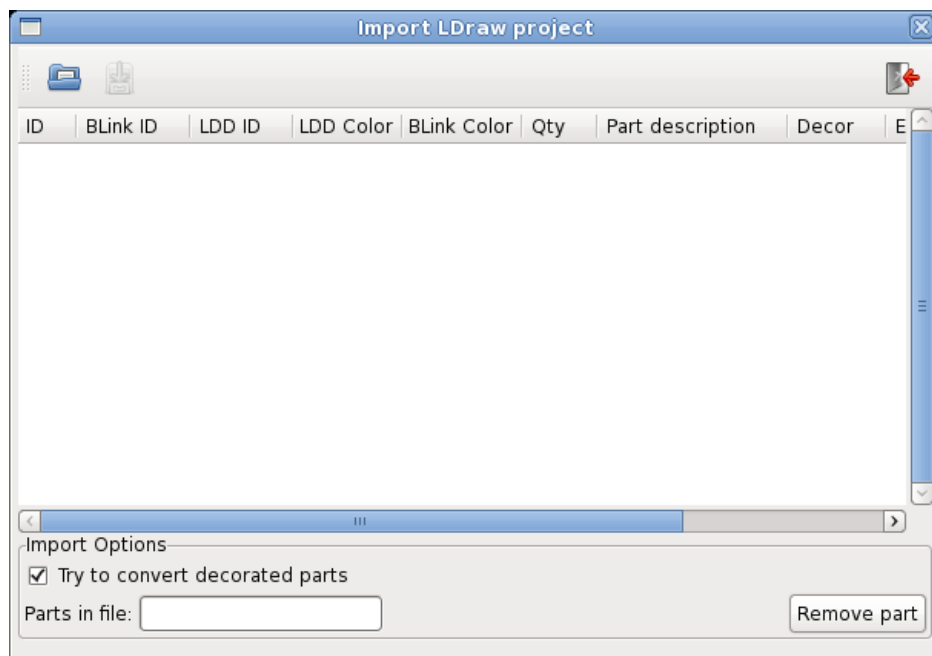 Import LDraw project
ID BLink ID LDD ID LDD Color BLink Color Qty Part description Decor E
Import Options
Try to convert decorated parts
Parts in file:
Remove part